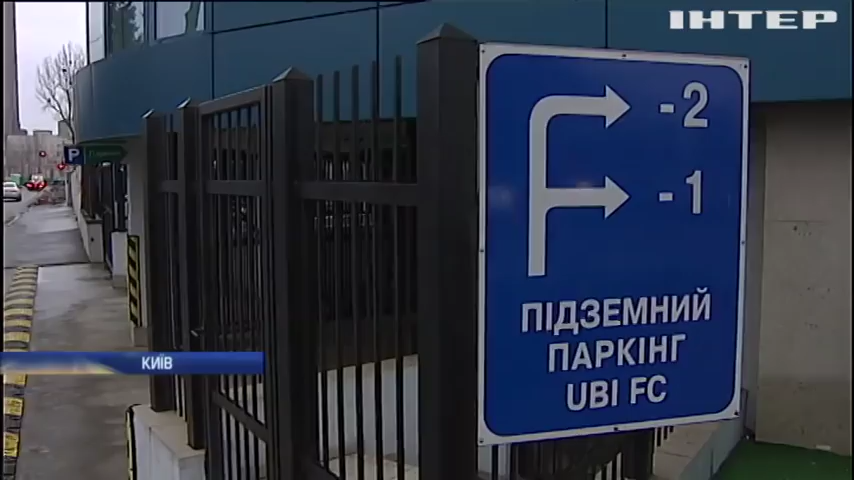 ІНТЕР
-2
-1
ПІДЗЕМНИЙ
ПАРКІНГ
UBI FC
P
КИЇВ